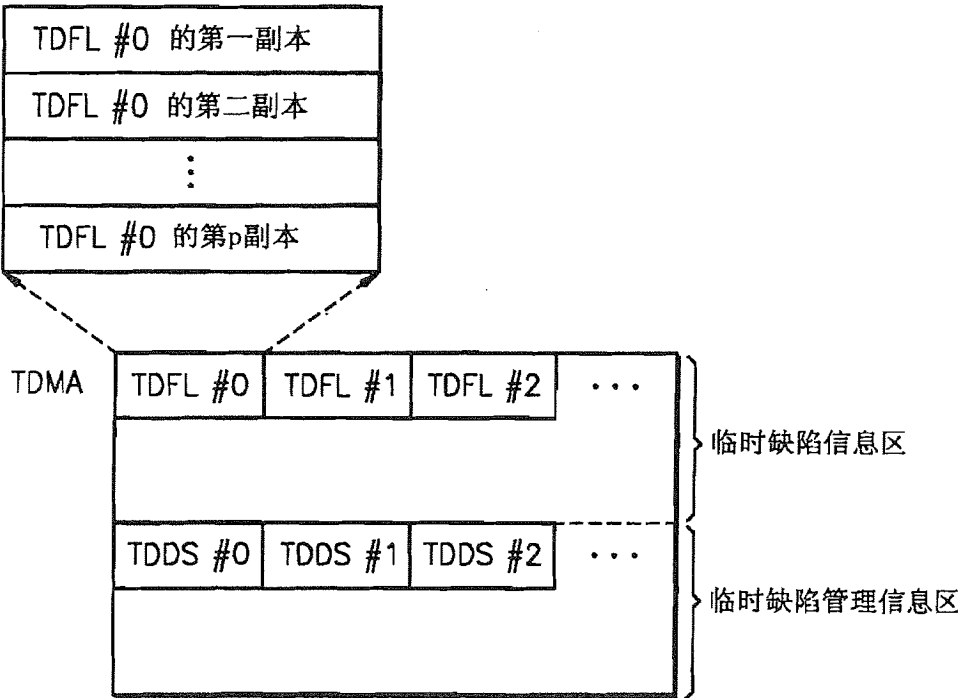 TDFL #0 的第一副本
TDFL #0 的第二副本
⋮
TDFL #0 的第p副本
TDMA
TDFL #0 TDFL #1 TDFL #2 ...
临时缺陷信息区
TDDS #0 TDDS #1 TDDS #2 ...
临时缺陷管理信息区